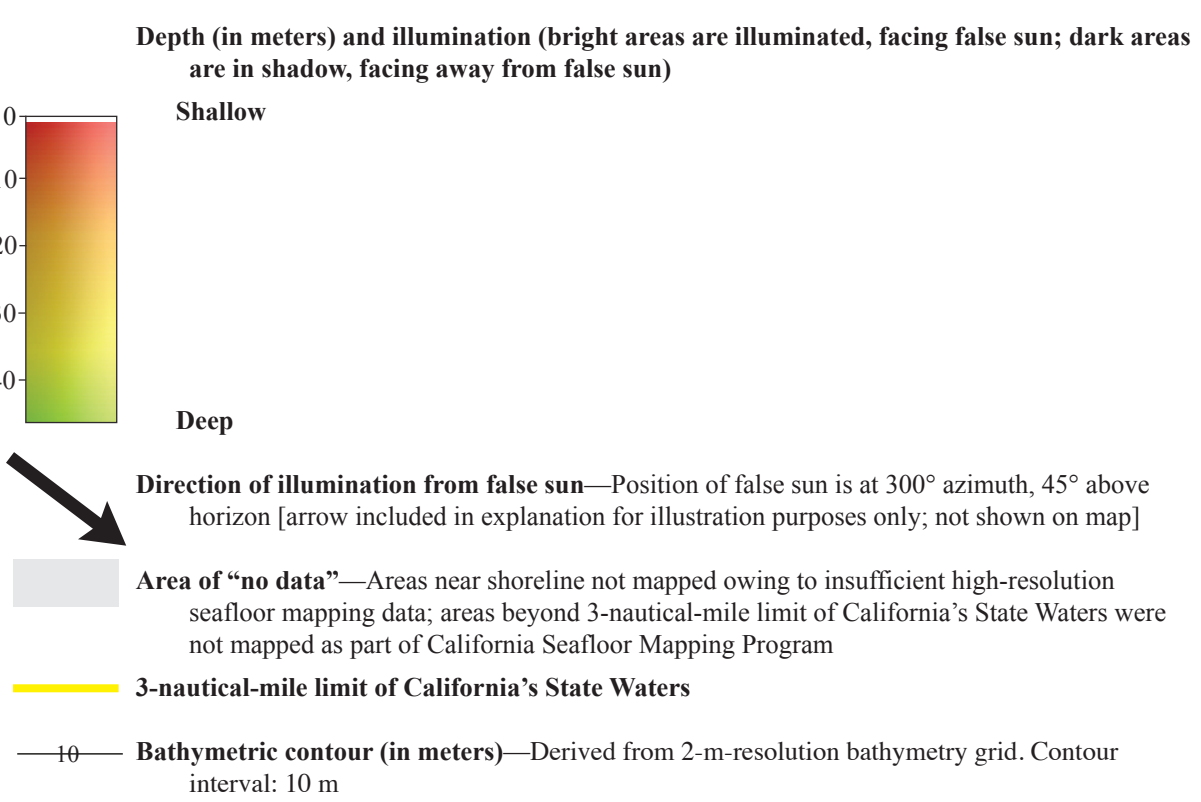 Depth (in meters) and illumination (bright areas are illuminated, facing false sun; dark areas
are in shadow, facing away from false sun)
0
Shallow
0
20
0
0
Deep
Direction of illumination from false sun—Position of false sun is at 300° azimuth, 45° above
horizon [arrow included in explanation for illustration purposes only; not shown on map]
Area of “no data”—Areas near shoreline not mapped owing to insufficient high-resolution
seafloor mapping data; areas beyond 3-nautical-mile limit of California’s State Waters were
not mapped as part of California Seafloor Mapping Program
3-nautical-mile limit of California’s State Waters
10
Bathymetric contour (in meters)—Derived from 2-m-resolution bathymetry grid. Contour
interval: 10 m